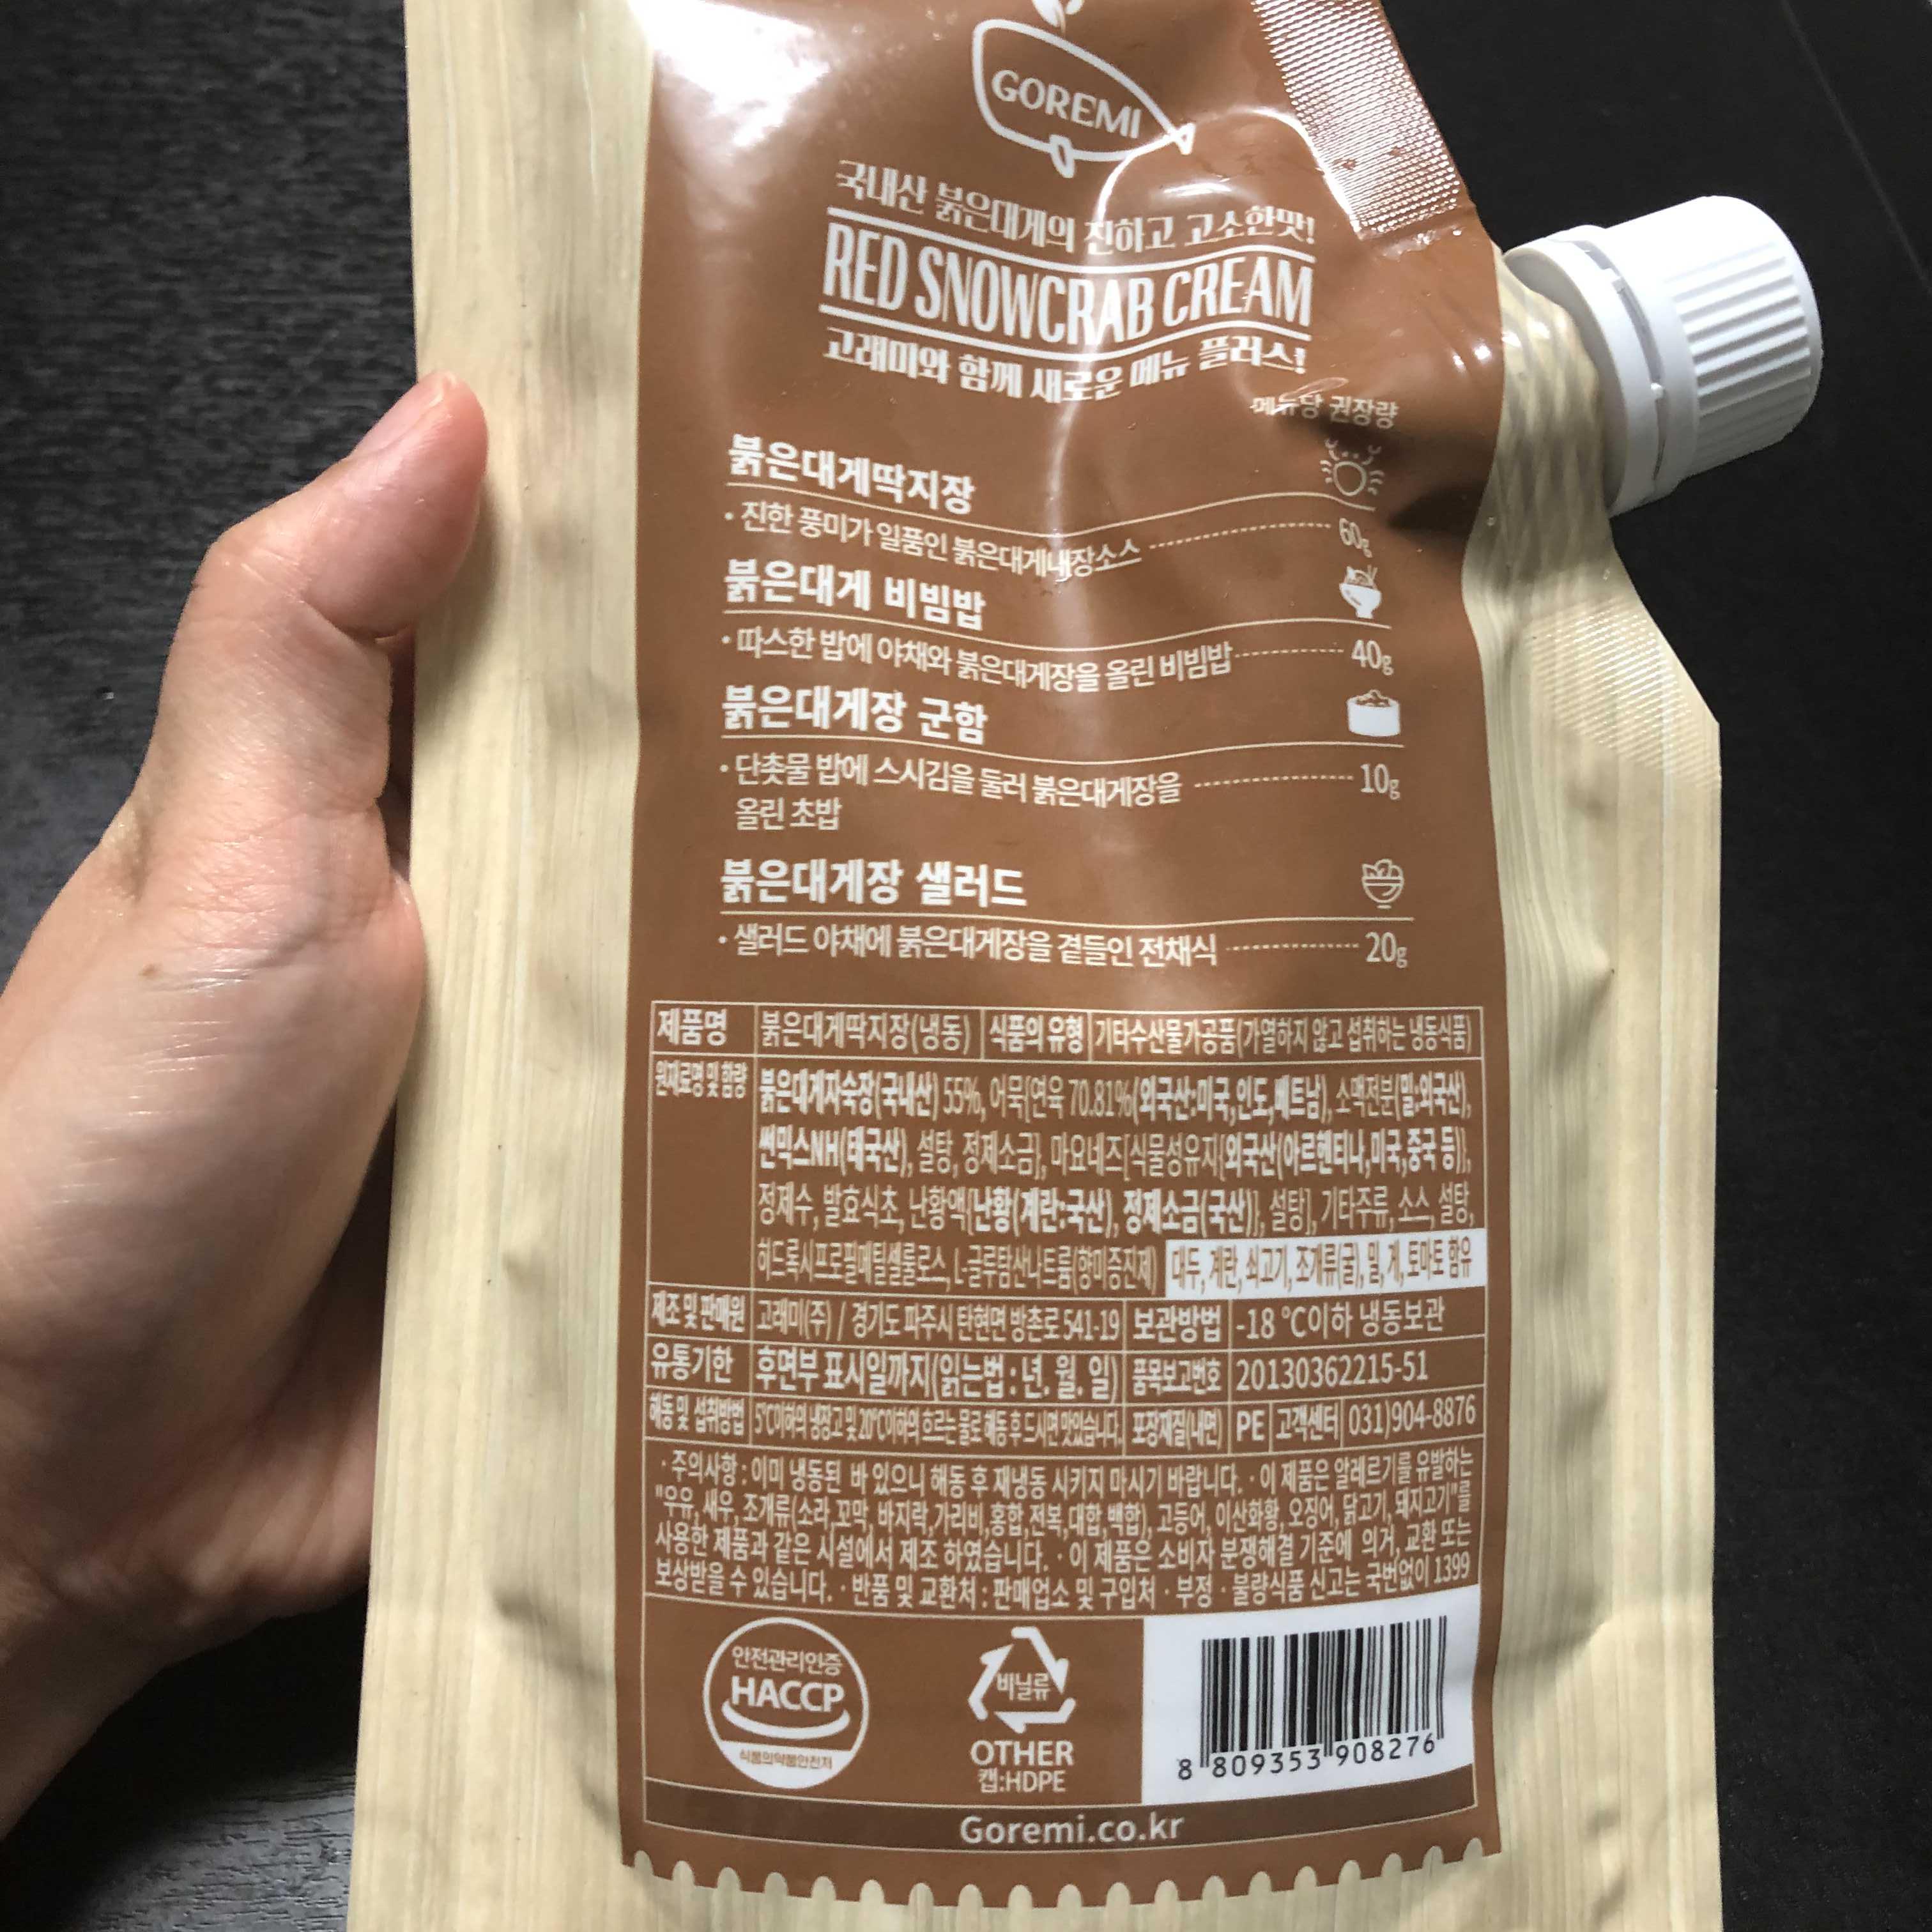 GOREMI
국내산 붉은대게의 진하고 고소한맛!
RED SNOWCRAB CREAM
고래미와 함께 새로운 메뉴 플러스!
메뉴당 권장량
붉은대게딱지장
· 진한 풍미가 일품인 붉은대게내장소스 60g
붉은대게 비빔밥
· 따스한 밥에 야채와 붉은대게장을 올린 비빔밥 40g
붉은대게장 군함
· 단촛물 밥에 스시김을 둘러 붉은대게장을 10g
올린 초밥
붉은대게장 샐러드
· 샐러드 야채에 붉은대게장을 곁들인 전채식 20g
제품명 붉은대게딱지장(냉동) 식품의 유형 기타수산물가공품(가열하지 않고 섭취하는 냉동식품)
원재료명 및 함량 붉은대게자숙장(국내산) 55%, 어묵{연육 70.81%(외국산:미국,인도,베트남), 소맥전분(밀:외국산),
썬믹스NH(태국산), 설탕, 정제소금}, 마요네즈[식물성유지{외국산(아르헨티나,미국,중국 등)},
정제수, 발효식초, 난황액{난황(계란:국산), 정제소금(국산)}, 설탕], 기타주류, 소스, 설탕,
히드록시프로필메틸셀룰로스, L-글루탐산나트륨(향미증진제) 대두, 계란, 쇠고기, 조개류(굴), 밀, 게, 토마토 함유
제조 및 판매원 고래미(주) / 경기도 파주시 탄현면 방촌로 541-19 보관방법 -18 °C이하 냉동보관
유통기한 후면부 표시일까지(읽는법 : 년. 월. 일) 품목보고번호 20130362215-51
해동 및 섭취방법 5°C이하의 냉장고 및 20°C이하의 흐르는 물로 해동 후 드시면 맛있습니다. 포장재질(내면) PE 고객센터 031)904-8876
· 주의사항 : 이미 냉동된 바 있으니 해동 후 재냉동 시키지 마시기 바랍니다. · 이 제품은 알레르기를 유발하는
"우유, 새우, 조개류(소라, 꼬막, 바지락,가리비,홍합,전복,대합,백합), 고등어, 이산화황, 오징어, 닭고기, 돼지고기"를
사용한 제품과 같은 시설에서 제조 하였습니다. · 이 제품은 소비자 분쟁해결 기준에 의거, 교환 또는
보상받을 수 있습니다. · 반품 및 교환처 : 판매업소 및 구입처 · 부정 · 불량식품 신고는 국번없이 1399
안전관리인증
HACCP
식품의약품안전처
비닐류
OTHER
캡:HDPE
8 809353 908276
Goremi.co.kr